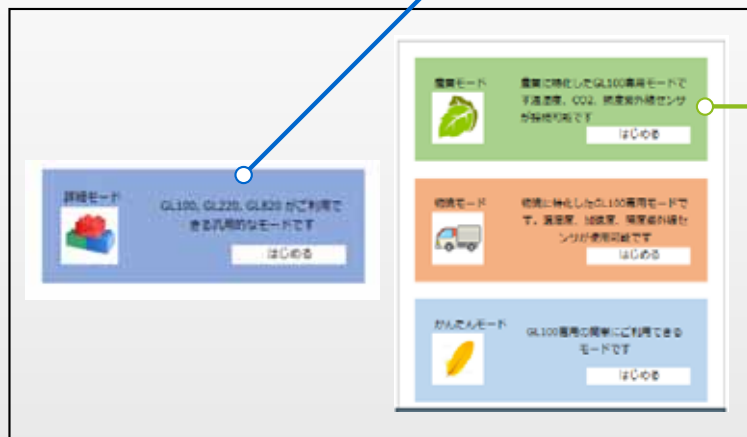 詳細モード
GL100, GL220, GL820 がご利用で
きる汎用的なモードです
はじめる
農業モード
農業に特化したGL100専用モードで
す温湿度、CO2、照度紫外線センサ
が接続可能です
はじめる
物流モード
物流に特化したGL100専用モードで
す。温湿度、加速度、照度紫外線セ
ンサが使用可能です
はじめる
かんたんモード
GL100専用の簡単にご利用できる
モードです
はじめる